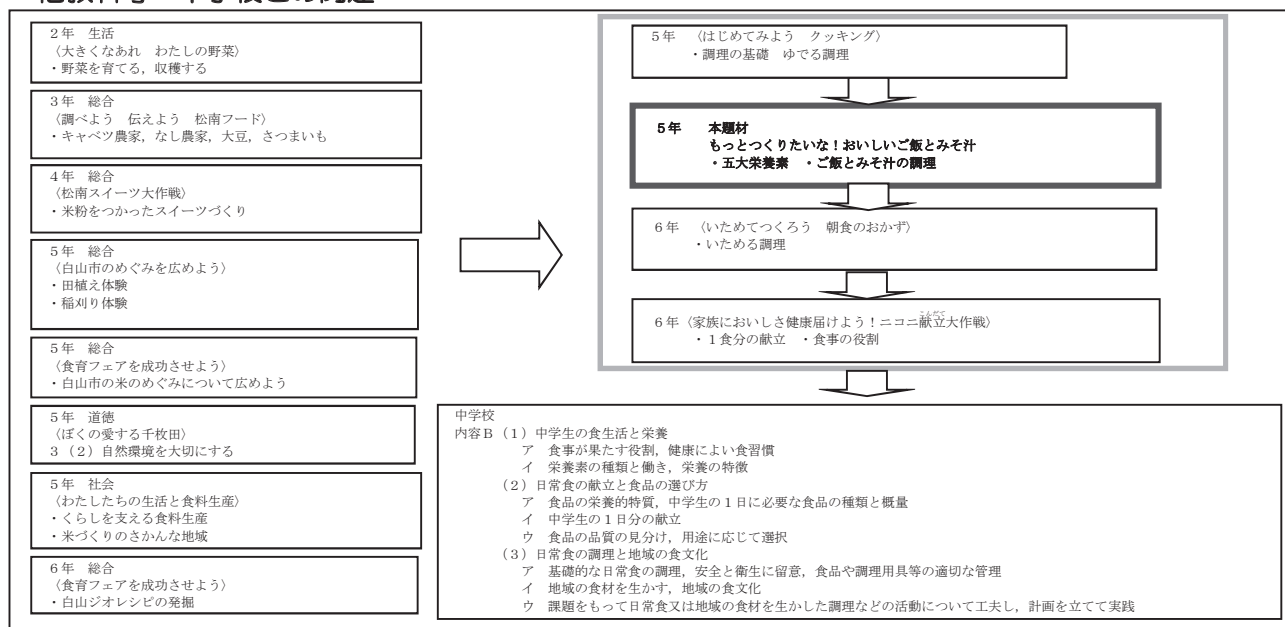 2年 生活
〈大きくなあれ わたしの野菜〉
・野菜を育てる，収穫する
3年 総合
〈調べよう 伝えよう 松南フード〉
・キャベツ農家，なし農家，大豆，さつまいも
4年 総合
〈松南スイーツ大作戦〉
・米粉をつかったスイーツづくり
5年 総合
〈白山市のめぐみを広めよう〉
・田植え体験
・稲刈り体験
5年 総合
〈食育フェアを成功させよう〉
・白山市の米のめぐみについて広めよう
5年 道徳
〈ぼくの愛する千枚田〉
3（2）自然環境を大切にする
5年 社会
〈わたしたちの生活と食料生産〉
・くらしを支える食料生産
・米づくりのさかんな地域
6年 総合
〈食育フェアを成功させよう〉
・白山ジオレシピの発掘
5年 〈はじめてみよう クッキング〉
・調理の基礎 ゆでる調理
5年 本題材
もっとつくりたいな！おいしいご飯とみそ汁
・五大栄養素 ・ご飯とみそ汁の調理
6年 〈いためてつくろう 朝食のおかず〉
・いためる調理
こんだて
6年〈家族においしさ健康届けよう！ニコニコ献立大作戦〉
・1食分の献立 ・食事の役割
中学校
内容B（1）中学生の食生活と栄養
ア 食事が果たす役割，健康によい食習慣
イ 栄養素の種類と働き，栄養の特徴
（2）日常食の献立と食品の選び方
ア 食品の栄養的特質，中学生の1日に必要な食品の種類と概量
イ 中学生の1日分の献立
ウ 食品の品質の見分け，用途に応じて選択
（3）日常食の調理と地域の食文化
ア 基礎的な日常食の調理，安全と衛生に留意，食品や調理用具等の適切な管理
イ 地域の食材を生かす，地域の食文化
ウ 課題をもって日常食又は地域の食材を生かした調理などの活動について工夫し，計画を立てて実践